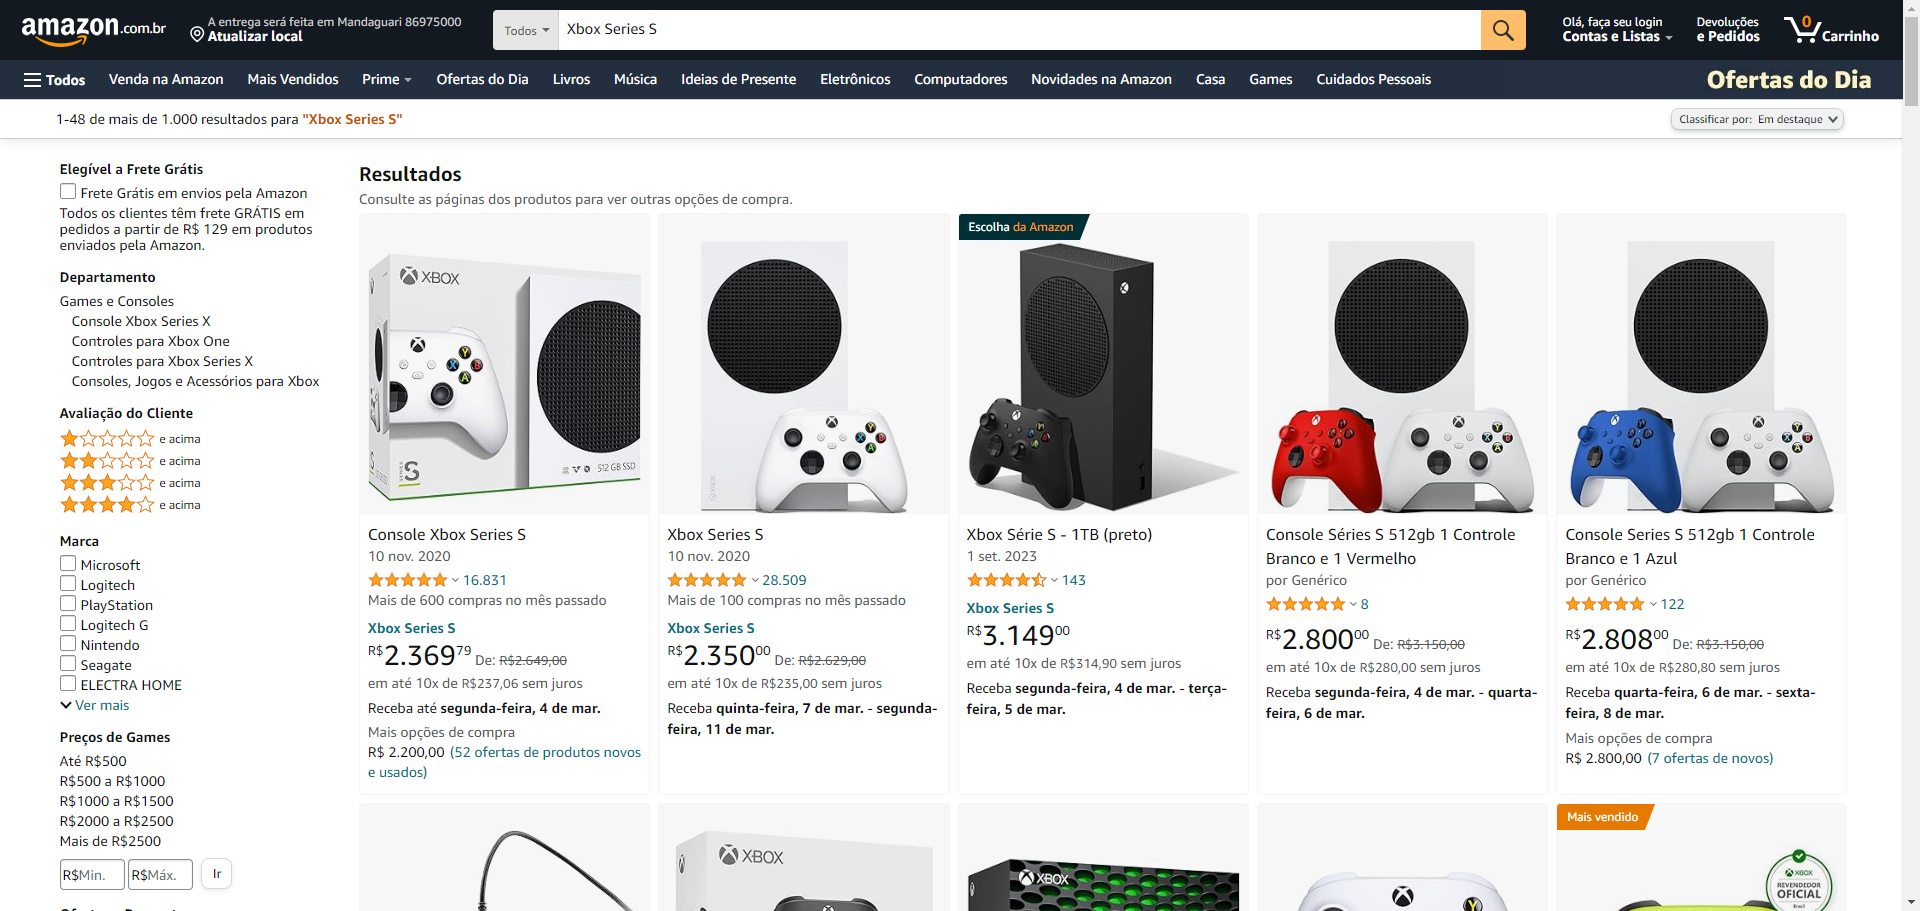 amazon.com.br
A entrega será feita em Mandaguari 86975000
Atualizar local
Todos
Xbox Series S
Olá, faça seu login
Contas e Listas
Devoluções
e Pedidos
0
Carrinho
Todos
Venda na Amazon
Mais Vendidos
Prime
Ofertas do Dia
Livros
Música
Ideias de Presente
Eletrônicos
Computadores
Novidades na Amazon
Casa
Games
Cuidados Pessoais
Ofertas do Dia
1-48 de mais de 1.000 resultados para "Xbox Series S"
Classificar por: Em destaque
Elegível a Frete Grátis
Frete Grátis em envios pela Amazon
Todos os clientes têm frete GRÁTIS em
pedidos a partir de R$ 129 em produtos
enviados pela Amazon.
Departamento
Games e Consoles
Console Xbox Series X
Controles para Xbox One
Controles para Xbox Series X
Consoles, Jogos e Acessórios para Xbox
Avaliação do Cliente
e acima
e acima
e acima
e acima
Marca
Microsoft
Logitech
PlayStation
Logitech G
Nintendo
Seagate
ELECTRA HOME
Ver mais
Preços de Games
Até R$500
R$500 a R$1000
R$1000 a R$1500
R$2000 a R$2500
Mais de R$2500
R$Min.
R$Máx.
Ir
Resultados
Consulte as páginas dos produtos para ver outras opções de compra.
XBOX
Y
X
B
A
SERIES S
512 GB SSD
Console Xbox Series S
10 nov. 2020
16.831
Mais de 600 compras no mês passado
Xbox Series S
R$2.36979 De: R$2.649,00
em até 10x de R$237,06 sem juros
Receba até segunda-feira, 4 de mar.
Mais opções de compra
R$ 2.200,00 (52 ofertas de produtos novos
e usados)
Xbox Series S
10 nov. 2020
28.509
Mais de 100 compras no mês passado
Xbox Series S
R$2.35000 De: R$2.629,00
em até 10x de R$235,00 sem juros
Receba quinta-feira, 7 de mar. - segunda-
feira, 11 de mar.
Escolha da Amazon
Xbox Série S - 1TB (preto)
1 set. 2023
143
Xbox Series S
R$3.14900
em até 10x de R$314,90 sem juros
Receba segunda-feira, 4 de mar. - terça-
feira, 5 de mar.
Console Séries S 512gb 1 Controle
Branco e 1 Vermelho
por Genérico
8
R$2.80000 De: R$3.150,00
em até 10x de R$280,00 sem juros
Receba segunda-feira, 4 de mar. - quarta-
feira, 6 de mar.
Console Series S 512gb 1 Controle
Branco e 1 Azul
por Genérico
122
R$2.80800 De: R$3.150,00
em até 10x de R$280,80 sem juros
Receba quarta-feira, 6 de mar. - sexta-
feira, 8 de mar.
Mais opções de compra
R$ 2.800,00 (7 ofertas de novos)
XBOX
XBOX
Mais vendido
XBOX
REVENDEDOR
OFICIAL
Brasil